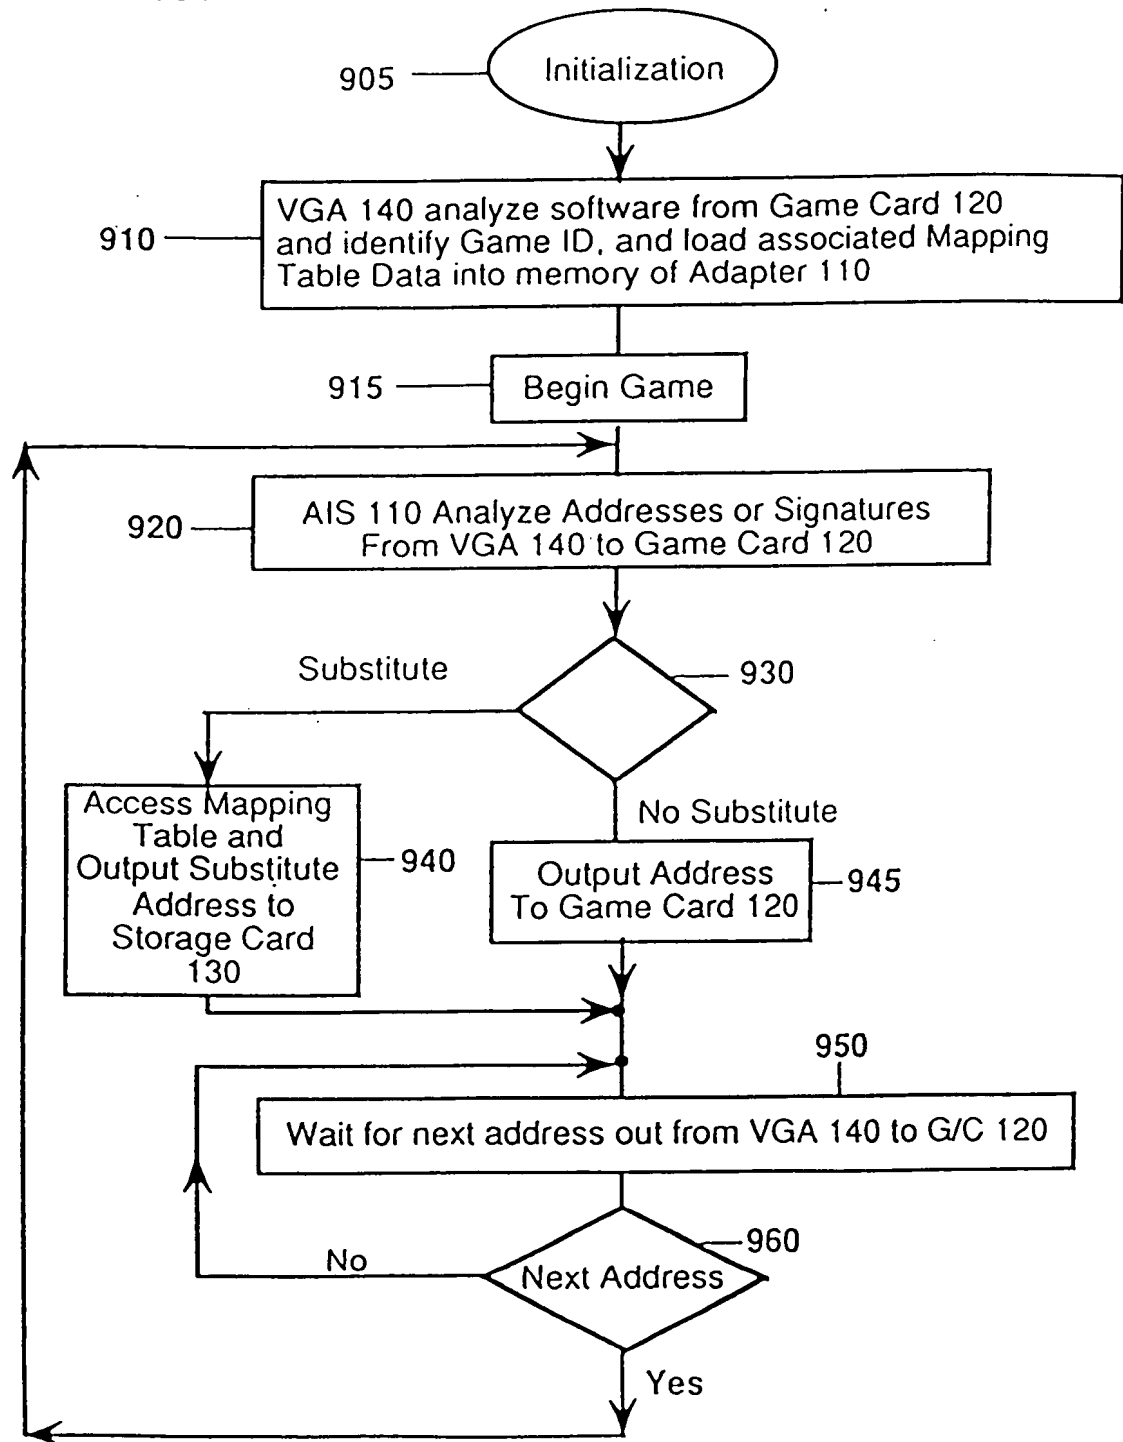 Initialization
905
VGA 140 analyze software from Game Card 120
and identify Game ID, and load associated Mapping
Table Data into memory of Adapter 110
910
Begin Game
915
AIS 110 Analyze Addresses or Signatures
From VGA 140 to Game Card 120
920
Substitute
930
No Substitute
Access Mapping
Table and
Output Substitute
Address to
Storage Card
130
940
Output Address
To Game Card 120
945
950
Wait for next address out from VGA 140 to G/C 120
960
No
Next Address
Yes